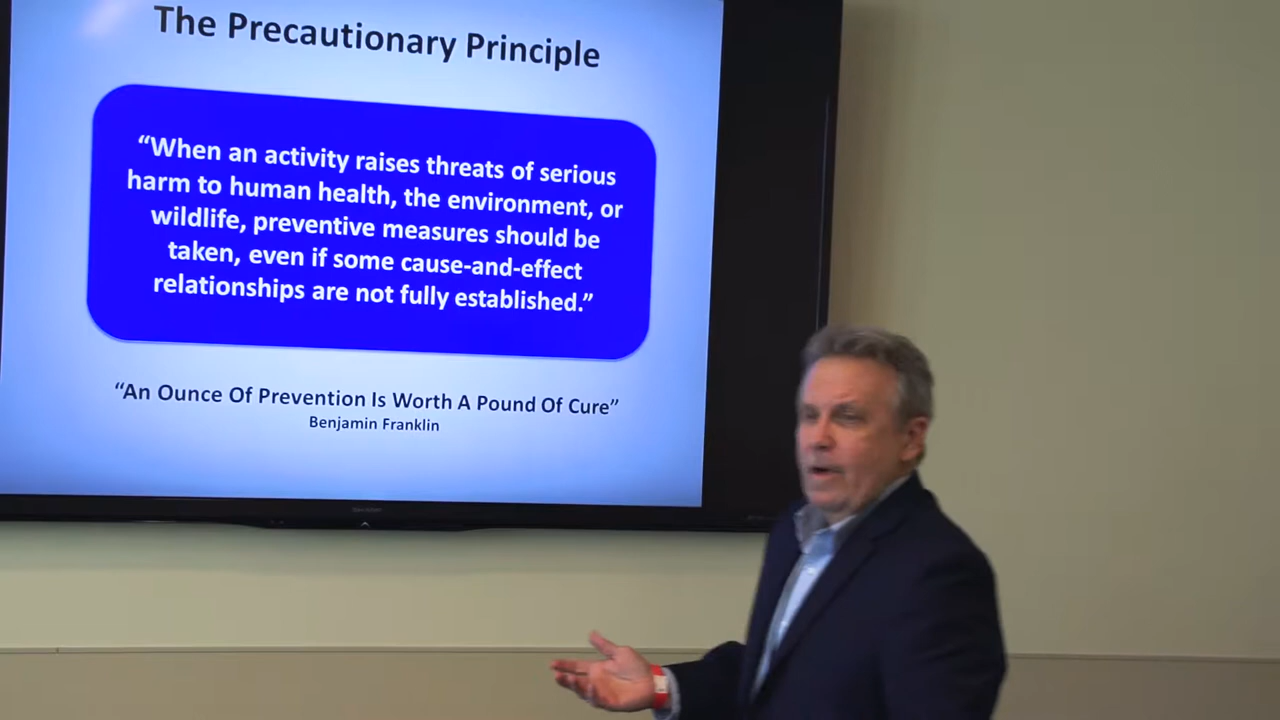 The Precautionary Principle
“When an activity raises threats of serious
harm to human health, the environment, or
wildlife, preventive measures should be
taken, even if some cause-and-effect
relationships are not fully established.”
“An Ounce Of Prevention Is Worth A Pound Of Cure”
Benjamin Franklin